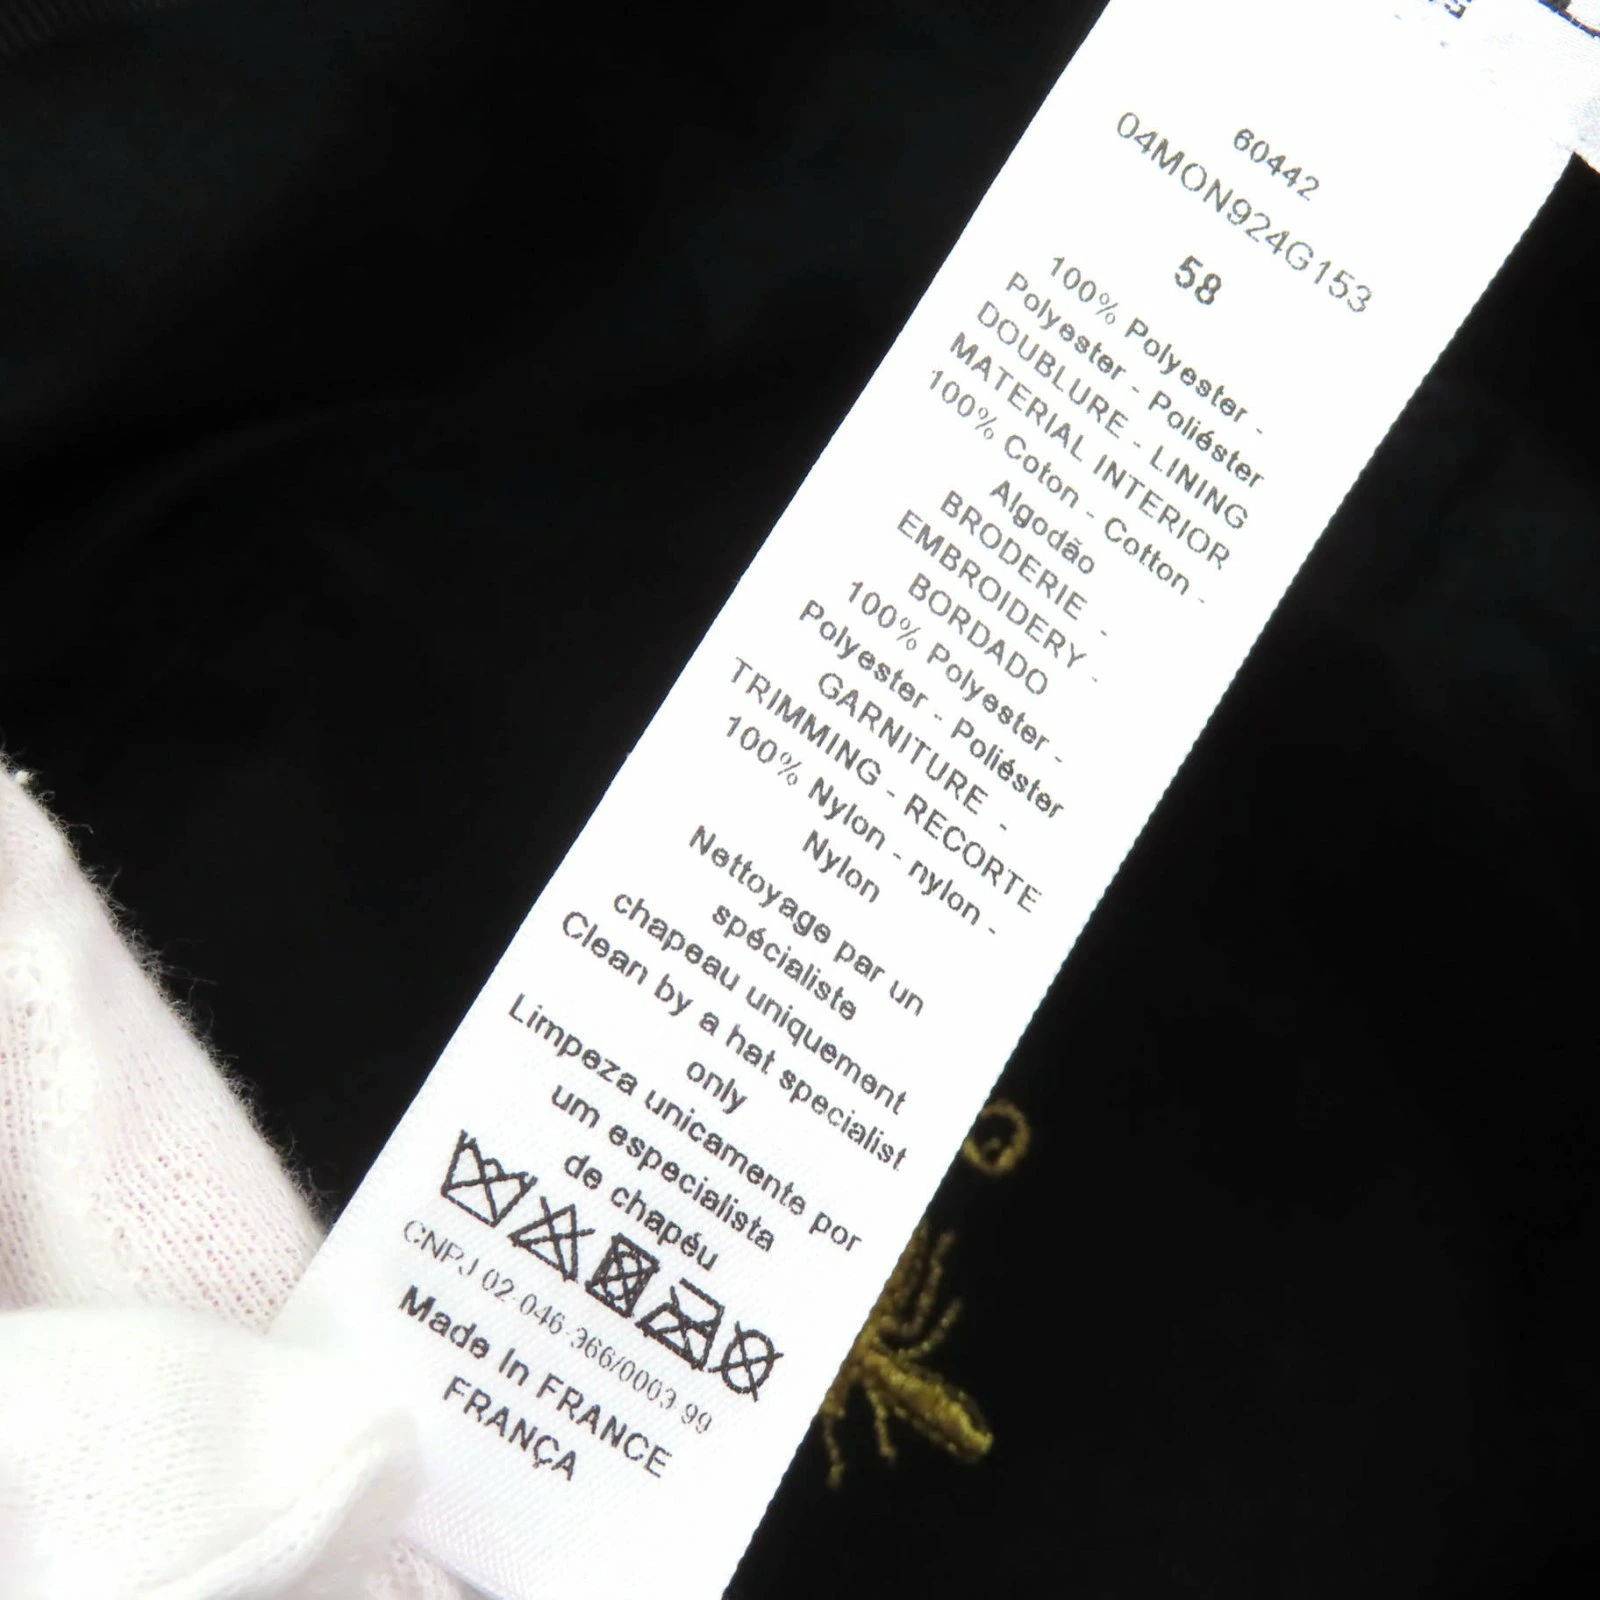 60442
04MON924G153
58
100% Polyester -
Polyester - Poliéster
DOUBLURE - LINING
MATERIAL INTERIOR
100% Coton - Cotton -
Algodão
BRODERIE -
EMBROIDERY -
BORDADO
100% Polyester -
Polyester - Poliéster
GARNITURE -
TRIMMING - RECORTE
100% Nylon - nylon -
Nylon
Nettoyage par un
spécialiste
chapeau uniquement
Clean by a hat specialist
only
Limpeza unicamente por
um especialista
de chapéu
CNPJ 02-046-366/0003-99
Made In FRANCE
FRANÇA